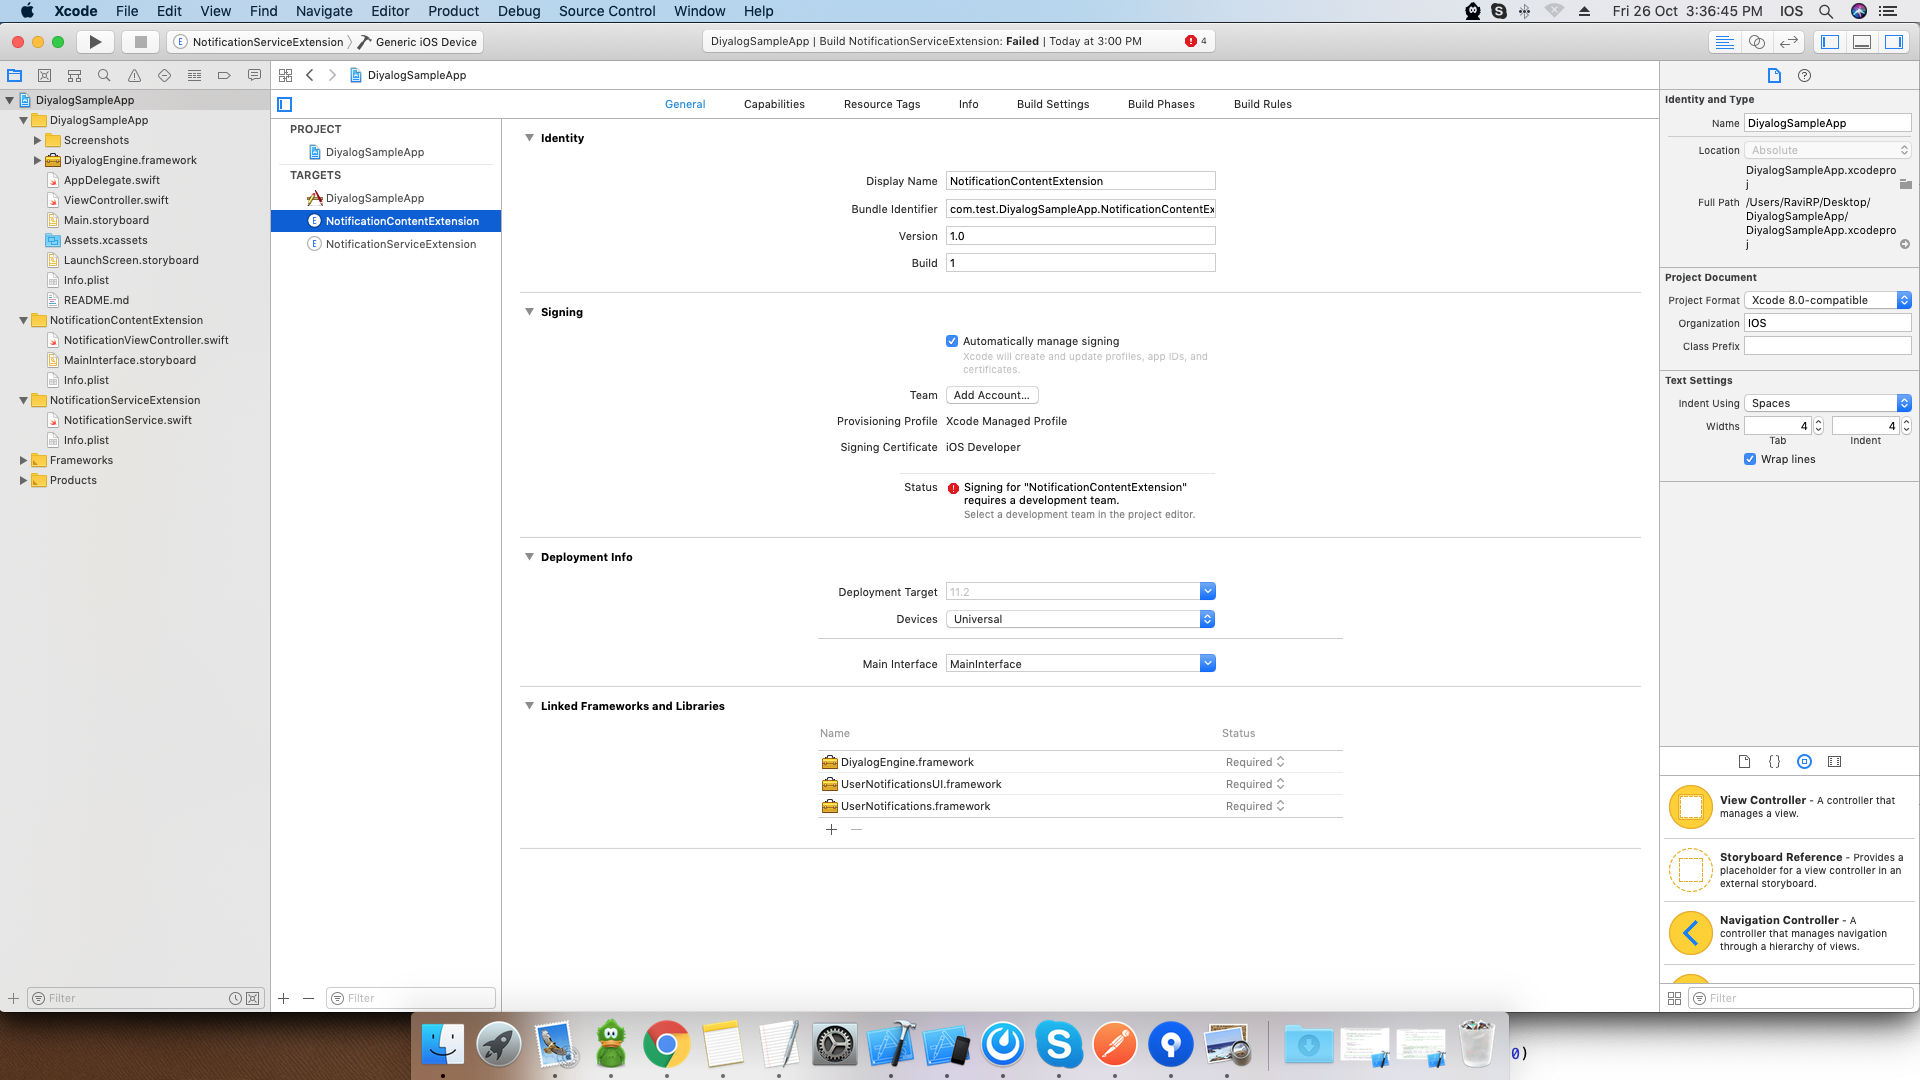 Xcode File Edit View Find Navigate Editor Product Debug Source Control Window Help
Fri 26 Oct 3:36:45 PM IOS
NotificationServiceExtension Generic iOS Device
DiyalogSampleApp | Build NotificationServiceExtension: Failed | Today at 3:00 PM 4
DiyalogSampleApp
DiyalogSampleApp
DiyalogSampleApp
Screenshots
DiyalogEngine.framework
AppDelegate.swift
ViewController.swift
Main.storyboard
Assets.xcassets
LaunchScreen.storyboard
Info.plist
README.md
NotificationContentExtension
NotificationViewController.swift
MainInterface.storyboard
Info.plist
NotificationServiceExtension
NotificationService.swift
Info.plist
Frameworks
Products
Filter
General Capabilities Resource Tags Info Build Settings Build Phases Build Rules
PROJECT
DiyalogSampleApp
TARGETS
DiyalogSampleApp
NotificationContentExtension
NotificationServiceExtension
Filter
Identity
Display Name NotificationContentExtension
Bundle Identifier com.test.DiyalogSampleApp.NotificationContentEx
Version 1.0
Build 1
Signing
Automatically manage signing
Xcode will create and update profiles, app IDs, and
certificates.
Team Add Account...
Provisioning Profile Xcode Managed Profile
Signing Certificate iOS Developer
Status Signing for "NotificationContentExtension"
requires a development team.
Select a development team in the project editor.
Deployment Info
Deployment Target 11.2
Devices Universal
Main Interface MainInterface
Linked Frameworks and Libraries
Name Status
DiyalogEngine.framework Required
UserNotificationsUI.framework Required
UserNotifications.framework Required
Identity and Type
Name DiyalogSampleApp
Location Absolute
DiyalogSampleApp.xcodepro
j
Full Path /Users/RaviRP/Desktop/
DiyalogSampleApp/
DiyalogSampleApp.xcodepro
j
Project Document
Project Format Xcode 8.0-compatible
Organization IOS
Class Prefix
Text Settings
Indent Using Spaces
Widths 4 4
Tab Indent
Wrap lines
View Controller - A controller that
manages a view.
Storyboard Reference - Provides a
placeholder for a view controller in an
external storyboard.
Navigation Controller - A
controller that manages navigation
through a hierarchy of views.
Filter
0)